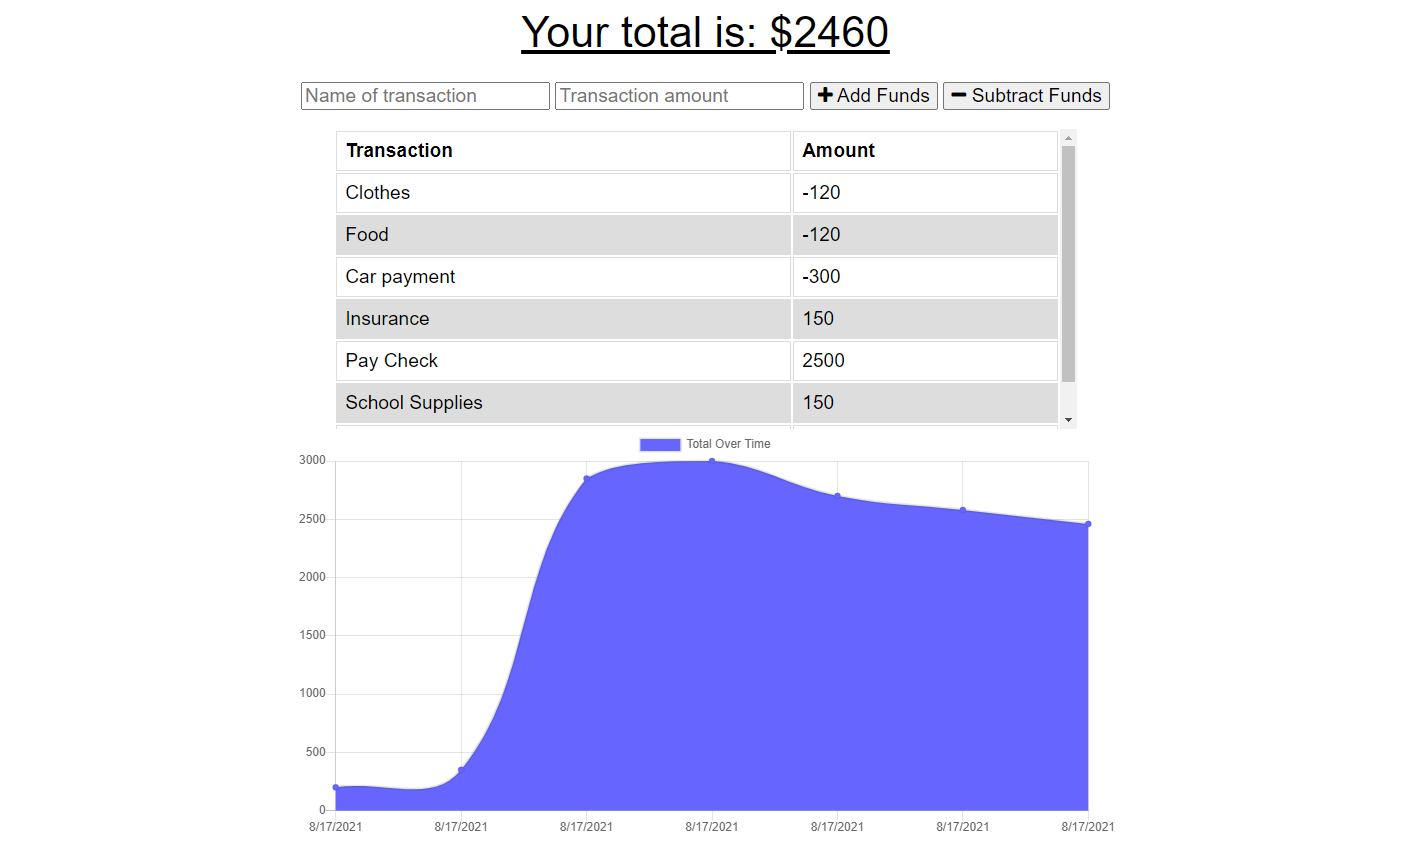 Your total is: $2460
Name of transaction Transaction amount Add Funds Subtract Funds
Transaction Amount
Clothes -120
Food -120
Car payment -300
Insurance 150
Pay Check 2500
School Supplies 150
Total Over Time
3000
2500
2000
1500
1000
500
0
8/17/2021 8/17/2021 8/17/2021 8/17/2021 8/17/2021 8/17/2021 8/17/2021